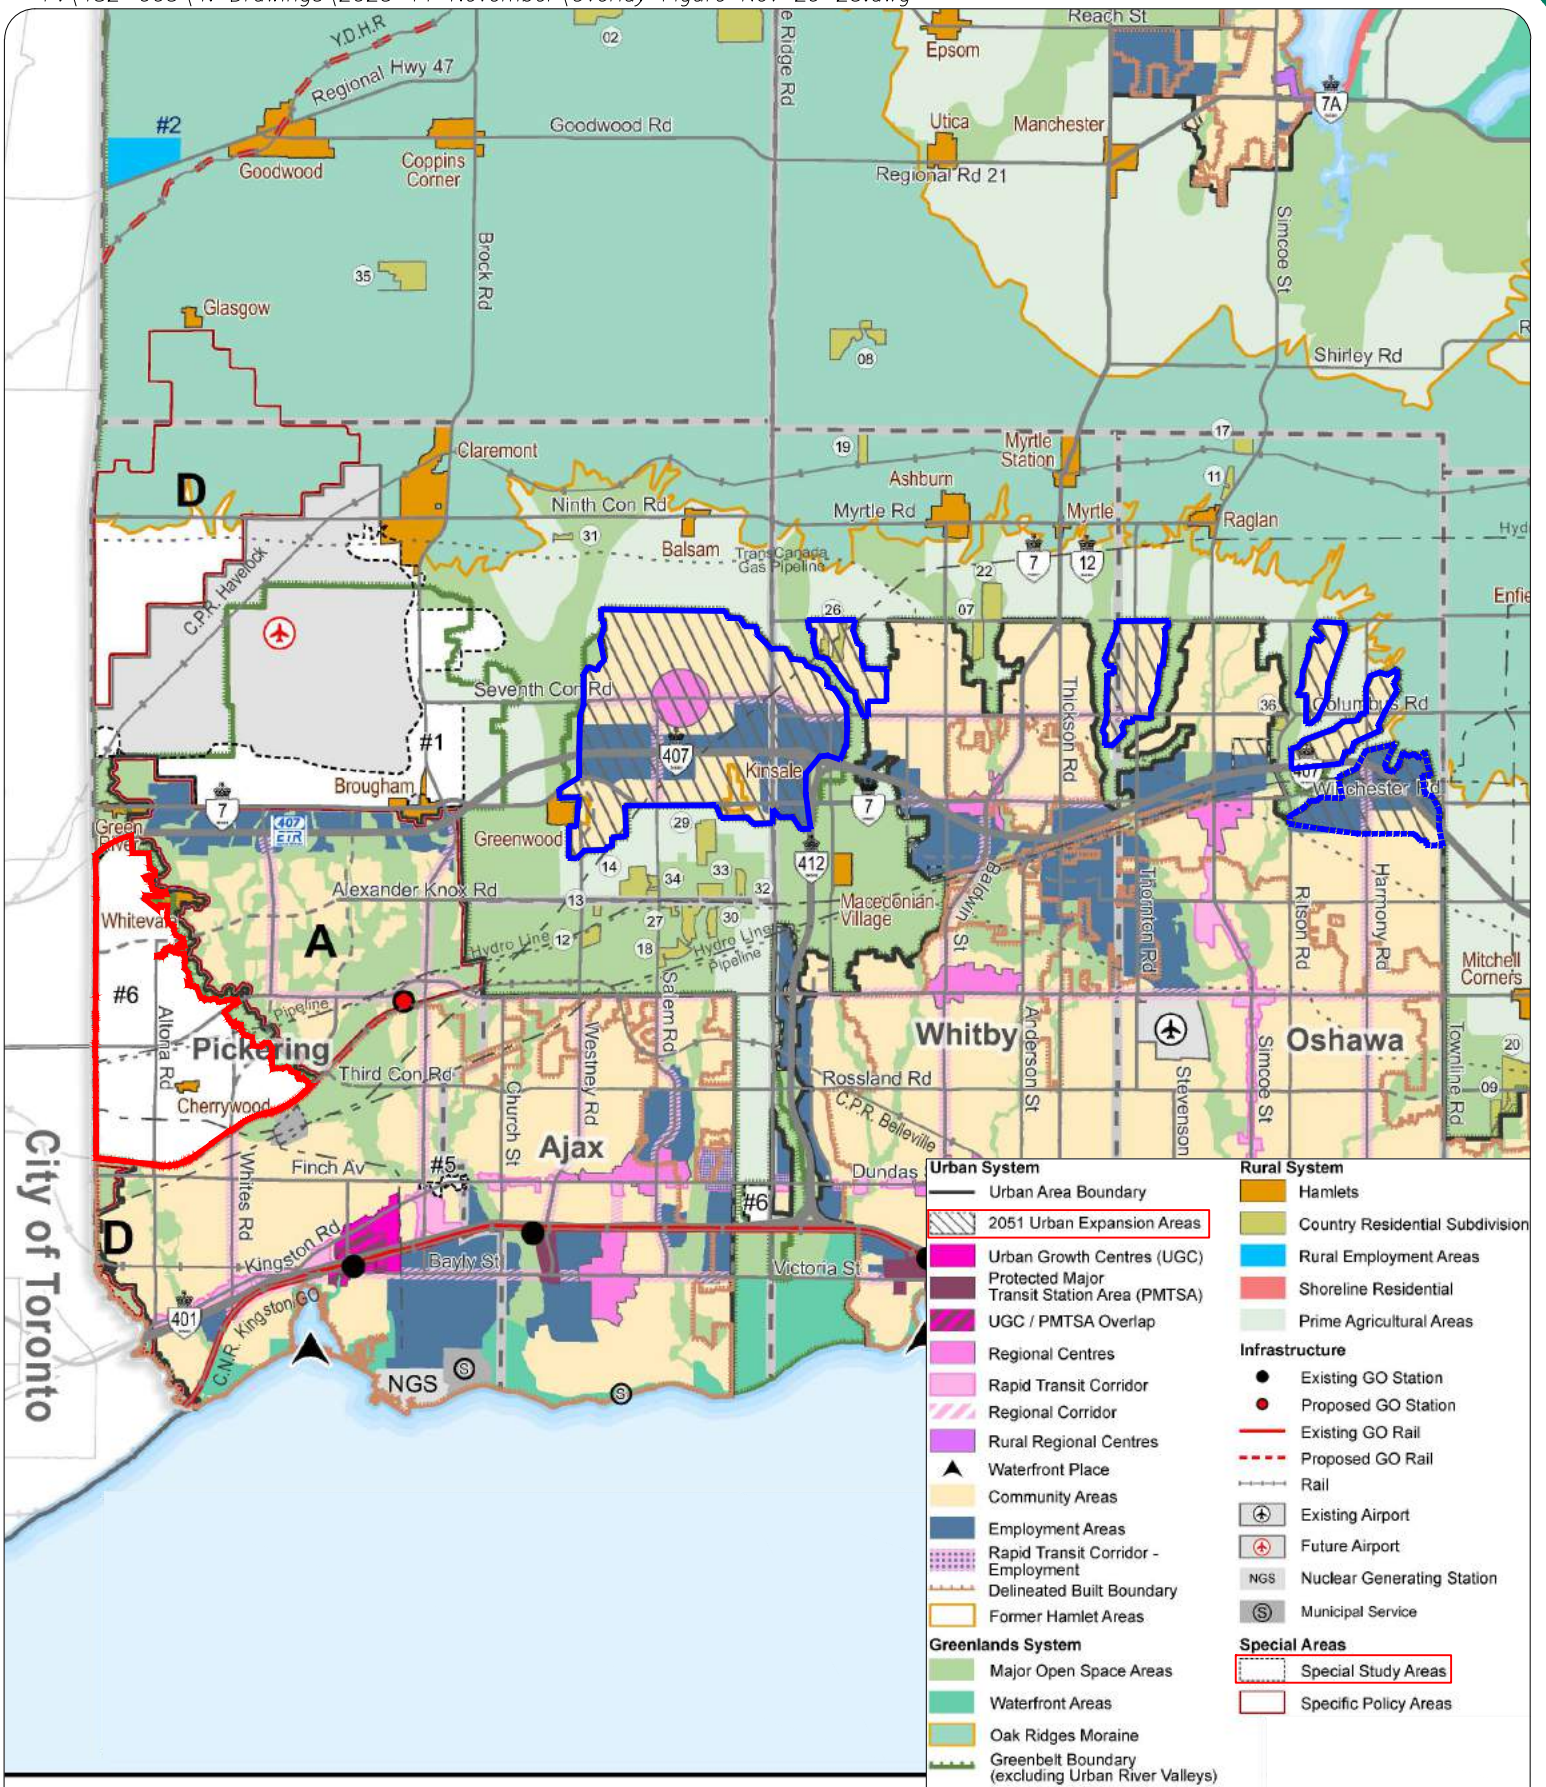 Y.D.H.R
Regional Hwy 47
02
e Ridge Rd
Reach St
Epsom
7A
#2
Goodwood Rd
Utica
Manchester
Goodwood
Coppins
Corner
Regional Rd 21
Brock Rd
Simcoe St
35
Glasgow
08
Shirley Rd
R
Claremont
19
Myrtle
Station
17
11
D
Ashburn
Ninth Con Rd
Myrtle Rd
Myrtle
Raglan
31
Balsam
TransCanada
Gas Pipeline
7
12
Hydr
C.P.R. Havelock
22
26
07
Enfie
Seventh Con Rd
Thickson Rd
36
Columbus Rd
#1
407
Kinsale
407
Brougham
Winchester Rd
7
407
ETR
7
Green
River
Greenwood
29
412
14
34
33
32
Alexander Knox Rd
13
Macedonian
Village
Baldwin St
Thornton Rd
Ritson Rd
Harmony Rd
Whitevale
A
Hydro Line
12
27
30
18
Hydro Line
Pipeline
Mitchell
Corners
#6
Pipeline
Altona Rd
Salem Rd
Westney Rd
Whitby
Anderson St
Oshawa
Simcoe St
Townline Rd
Pickering
Third Con Rd
Rossland Rd
Stevenson
20
09
Cherrywood
Church St
C.P.R. Belleville
City of Toronto
Ajax
Finch Av
#5
Whites Rd
Dundas
#6
D
Kingston Rd
Bayly St
Victoria St
401
C.N.R. Kingston/GO
NGS
S
S
Urban System
Urban Area Boundary
2051 Urban Expansion Areas
Urban Growth Centres (UGC)
Protected Major
Transit Station Area (PMTSA)
UGC / PMTSA Overlap
Regional Centres
Rapid Transit Corridor
Regional Corridor
Rural Regional Centres
Waterfront Place
Community Areas
Employment Areas
Rapid Transit Corridor -
Employment
Delineated Built Boundary
Former Hamlet Areas
Greenlands System
Major Open Space Areas
Waterfront Areas
Oak Ridges Moraine
Greenbelt Boundary
(excluding Urban River Valleys)
Rural System
Hamlets
Country Residential Subdivision
Rural Employment Areas
Shoreline Residential
Prime Agricultural Areas
Infrastructure
Existing GO Station
Proposed GO Station
Existing GO Rail
Proposed GO Rail
Rail
Existing Airport
Future Airport
NGS Nuclear Generating Station
S Municipal Service
Special Areas
Special Study Areas
Specific Policy Areas